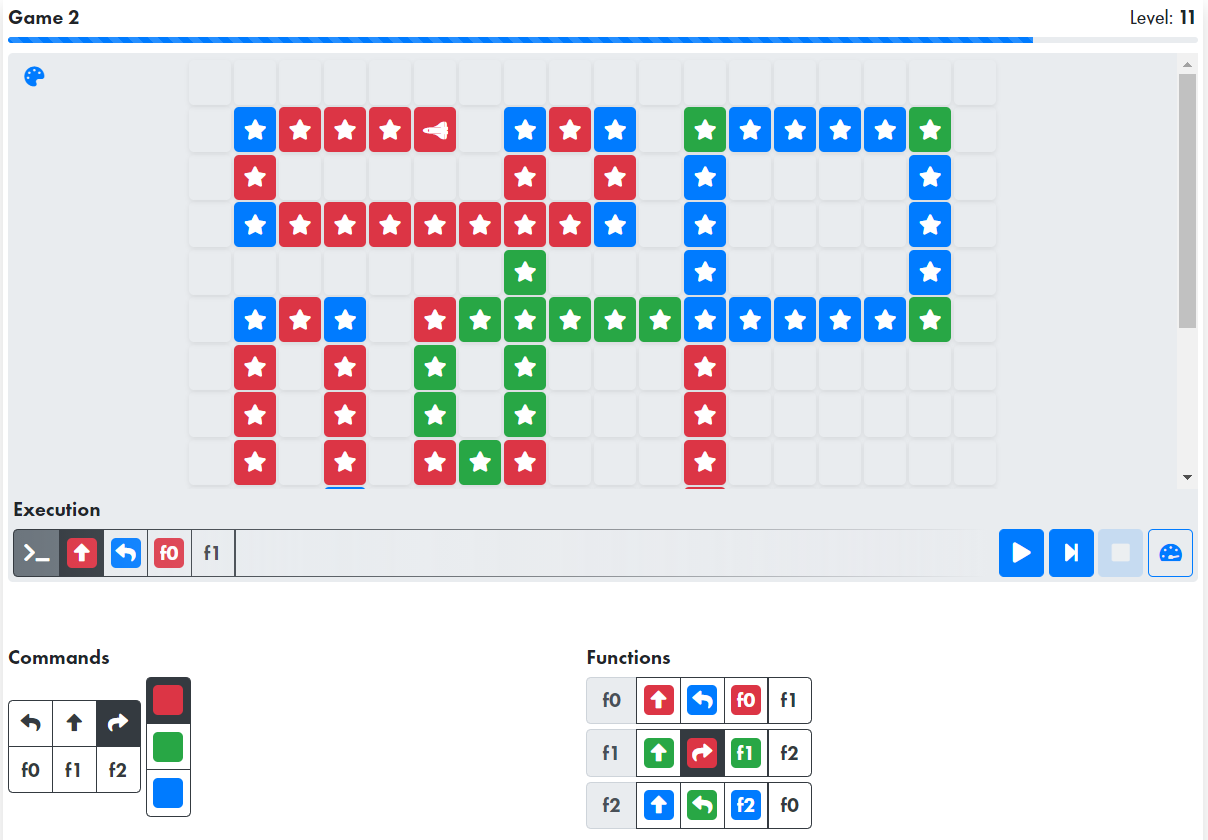 Game 2 Level: 11
Execution
f0 f1
Commands Functions
f0 f0 f1
f1 f1 f2
f0 f1 f2
f2 f2 f0